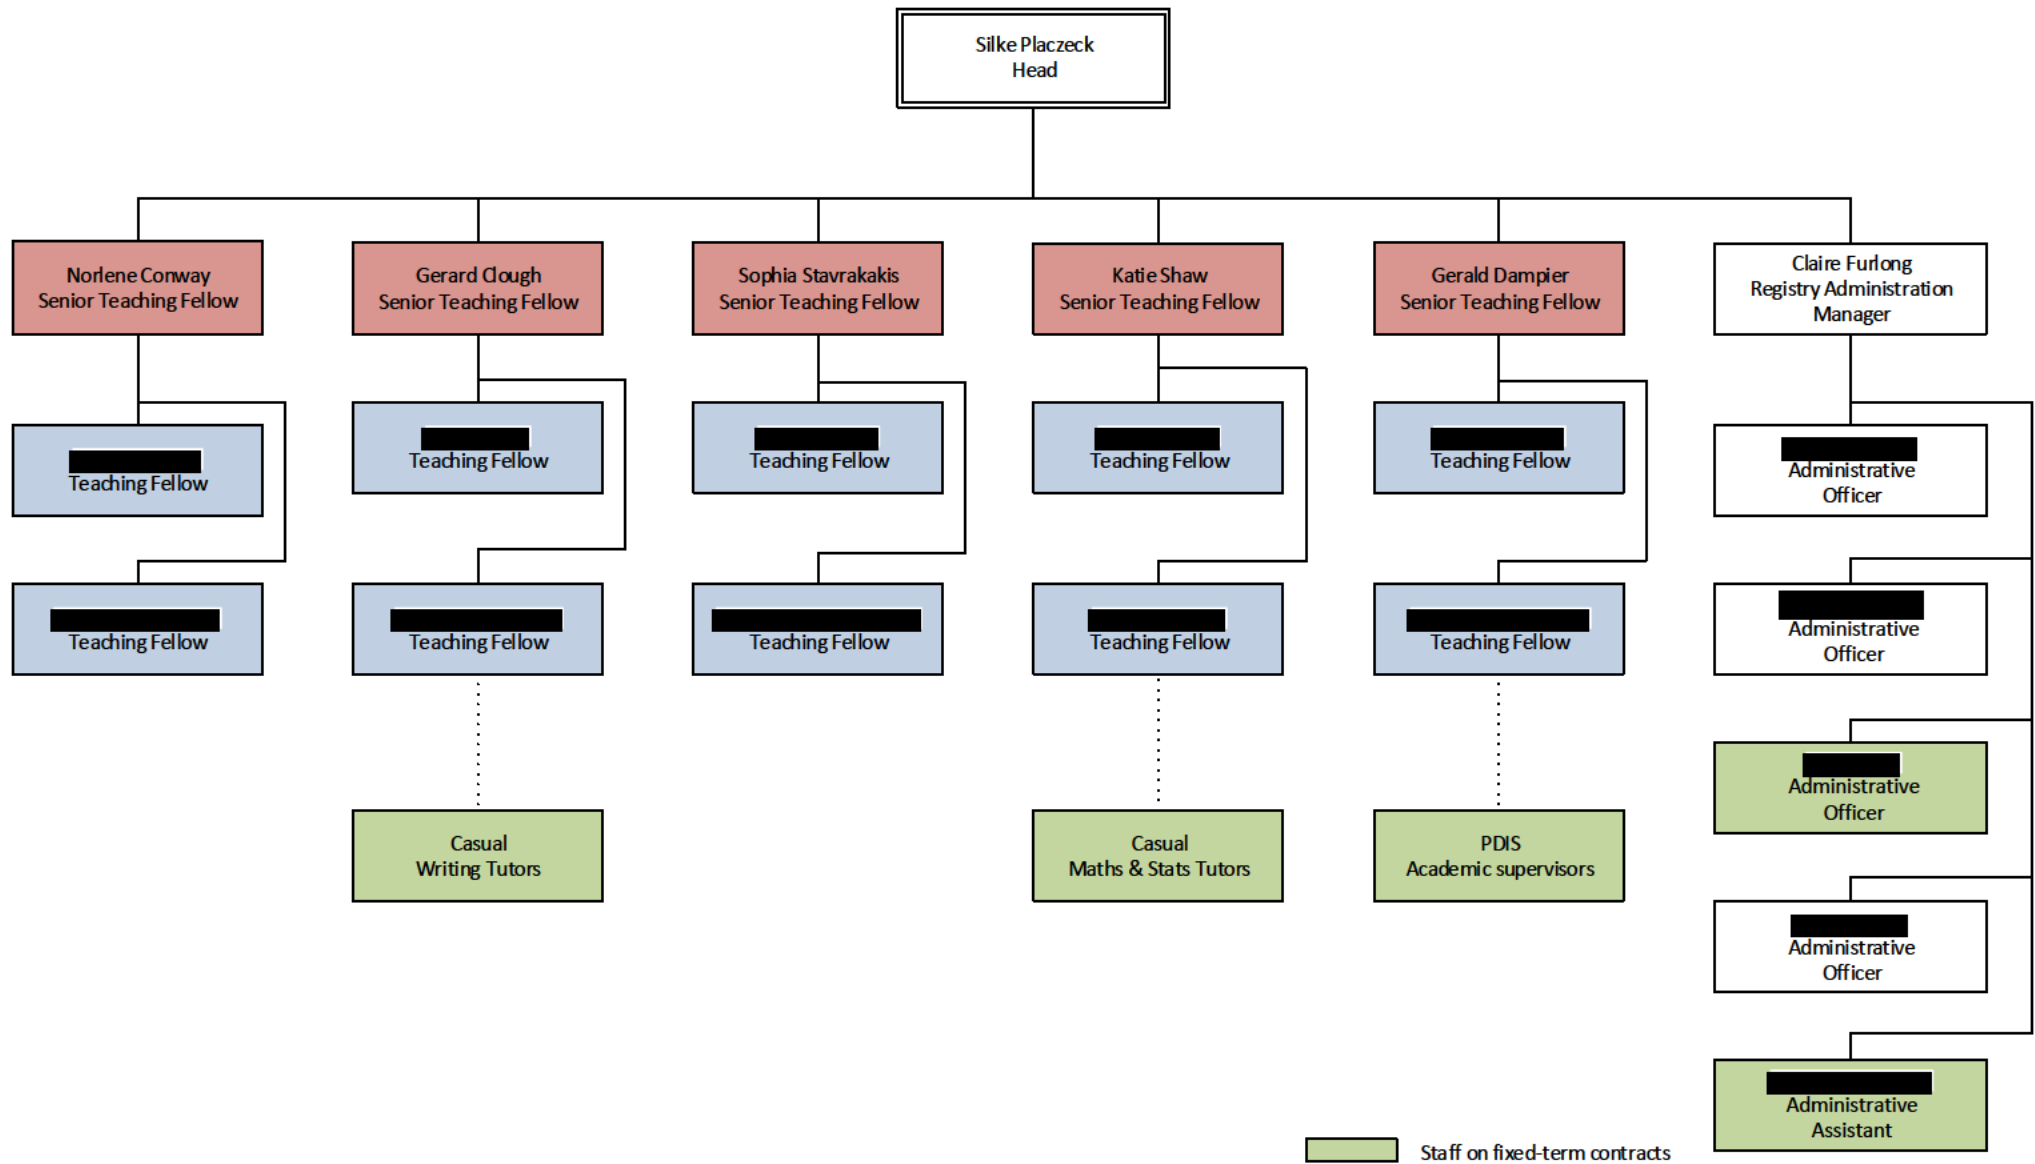 Silke Placzeck
Head
Norlene Conway
Senior Teaching Fellow
Gerard Clough
Senior Teaching Fellow
Sophia Stavrakakis
Senior Teaching Fellow
Katie Shaw
Senior Teaching Fellow
Gerald Dampier
Senior Teaching Fellow
Claire Furlong
Registry Administration
Manager
Teaching Fellow
Teaching Fellow
Teaching Fellow
Teaching Fellow
Teaching Fellow
Administrative
Officer
Teaching Fellow
Teaching Fellow
Teaching Fellow
Teaching Fellow
Teaching Fellow
Administrative
Officer
Administrative
Officer
Casual
Writing Tutors
Casual
Maths & Stats Tutors
PDIS
Academic supervisors
Administrative
Officer
Administrative
Assistant
Staff on fixed-term contracts